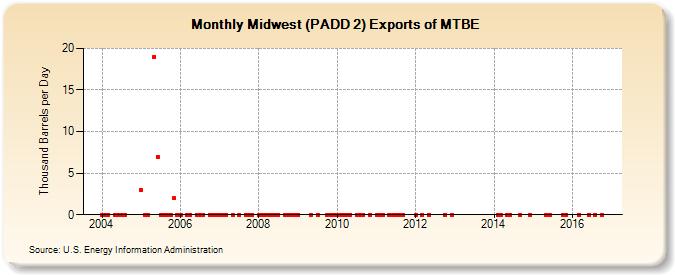 Monthly Midwest (PADD 2) Exports of MTBE
Thousand Barrels per Day
20
15
10
5
0
2004 2006 2008 2010 2012 2014 2016
Source: U.S. Energy Information Administration